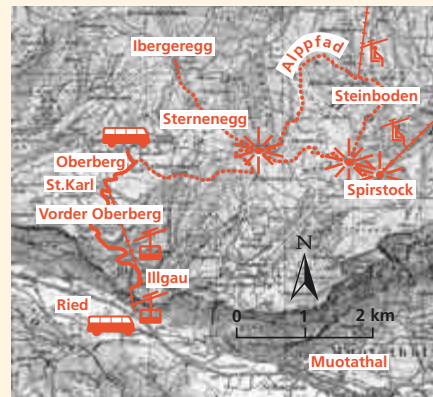 Ibergeregg
Alppfad
Steinboden
Sternenegg
Oberberg
St.Karl
Spirstock
Vorder Oberberg
N
Illgau
Ried
0 1 2 km
Muotathal